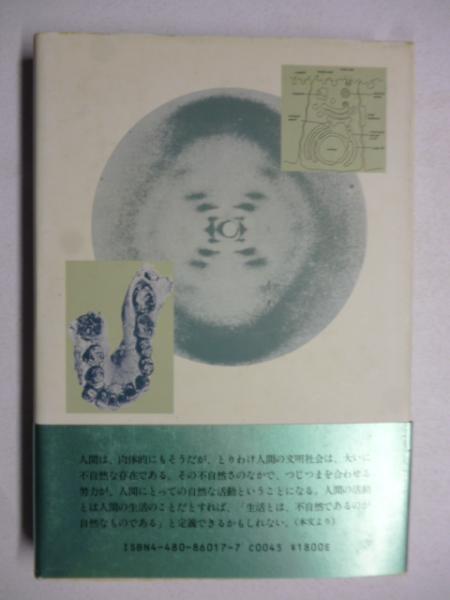 人間は、肉体的にもそうだが、とりわけ人間の文明社会は、大いに
不自然な存在である。その不自然さのなかで、つじつまを合わせる
努力が、人間にとっての自然な活動ということになる。人間の活動
とは人間の生活のことだとすれば、「生活とは、不自然であるのが
自然なものである」と定義できるかもしれない。(本文より)
ISBN4-480-86017-7 C0045 ¥1800E